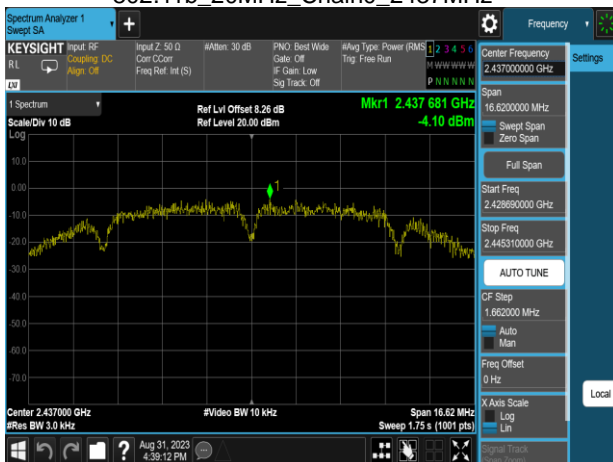 802.11b_20MHz_Chain0_2437MHz
Spectrum Analyzer 1
Swept SA
Frequency
KEYSIGHT
RL
LXI
Input: RF
Coupling: DC
Align: Off
Input Z: 50 Ω
Corr CCorr
Freq Ref: Int (S)
#Atten: 30 dB
PNO: Best Wide
Gate: Off
IF Gain: Low
Sig Track: Off
#Avg Type: Power (RMS
Trig: Free Run
1 2 3 4 5 6
M W W W W W
P N N N N N
1 Spectrum
Scale/Div 10 dB
Log
Ref Lvl Offset 8.26 dB
Ref Level 20.00 dBm
Mkr1 2.437 681 GHz
-4.10 dBm
10.0
0.00
-10.0
-20.0
-30.0
-40.0
-50.0
-60.0
-70.0
1
Center 2.437000 GHz
#Res BW 3.0 kHz
#Video BW 10 kHz
Span 16.62 MHz
Sweep 1.75 s (1001 pts)
Aug 31, 2023
4:39:12 PM
?
Center Frequency
2.437000000 GHz
Span
16.6200000 MHz
Swept Span
Zero Span
Full Span
Start Freq
2.428690000 GHz
Stop Freq
2.445310000 GHz
AUTO TUNE
CF Step
1.662000 MHz
Auto
Man
Freq Offset
0 Hz
X Axis Scale
Log
Lin
Signal Track
(Span Zoom)
Settings
Local